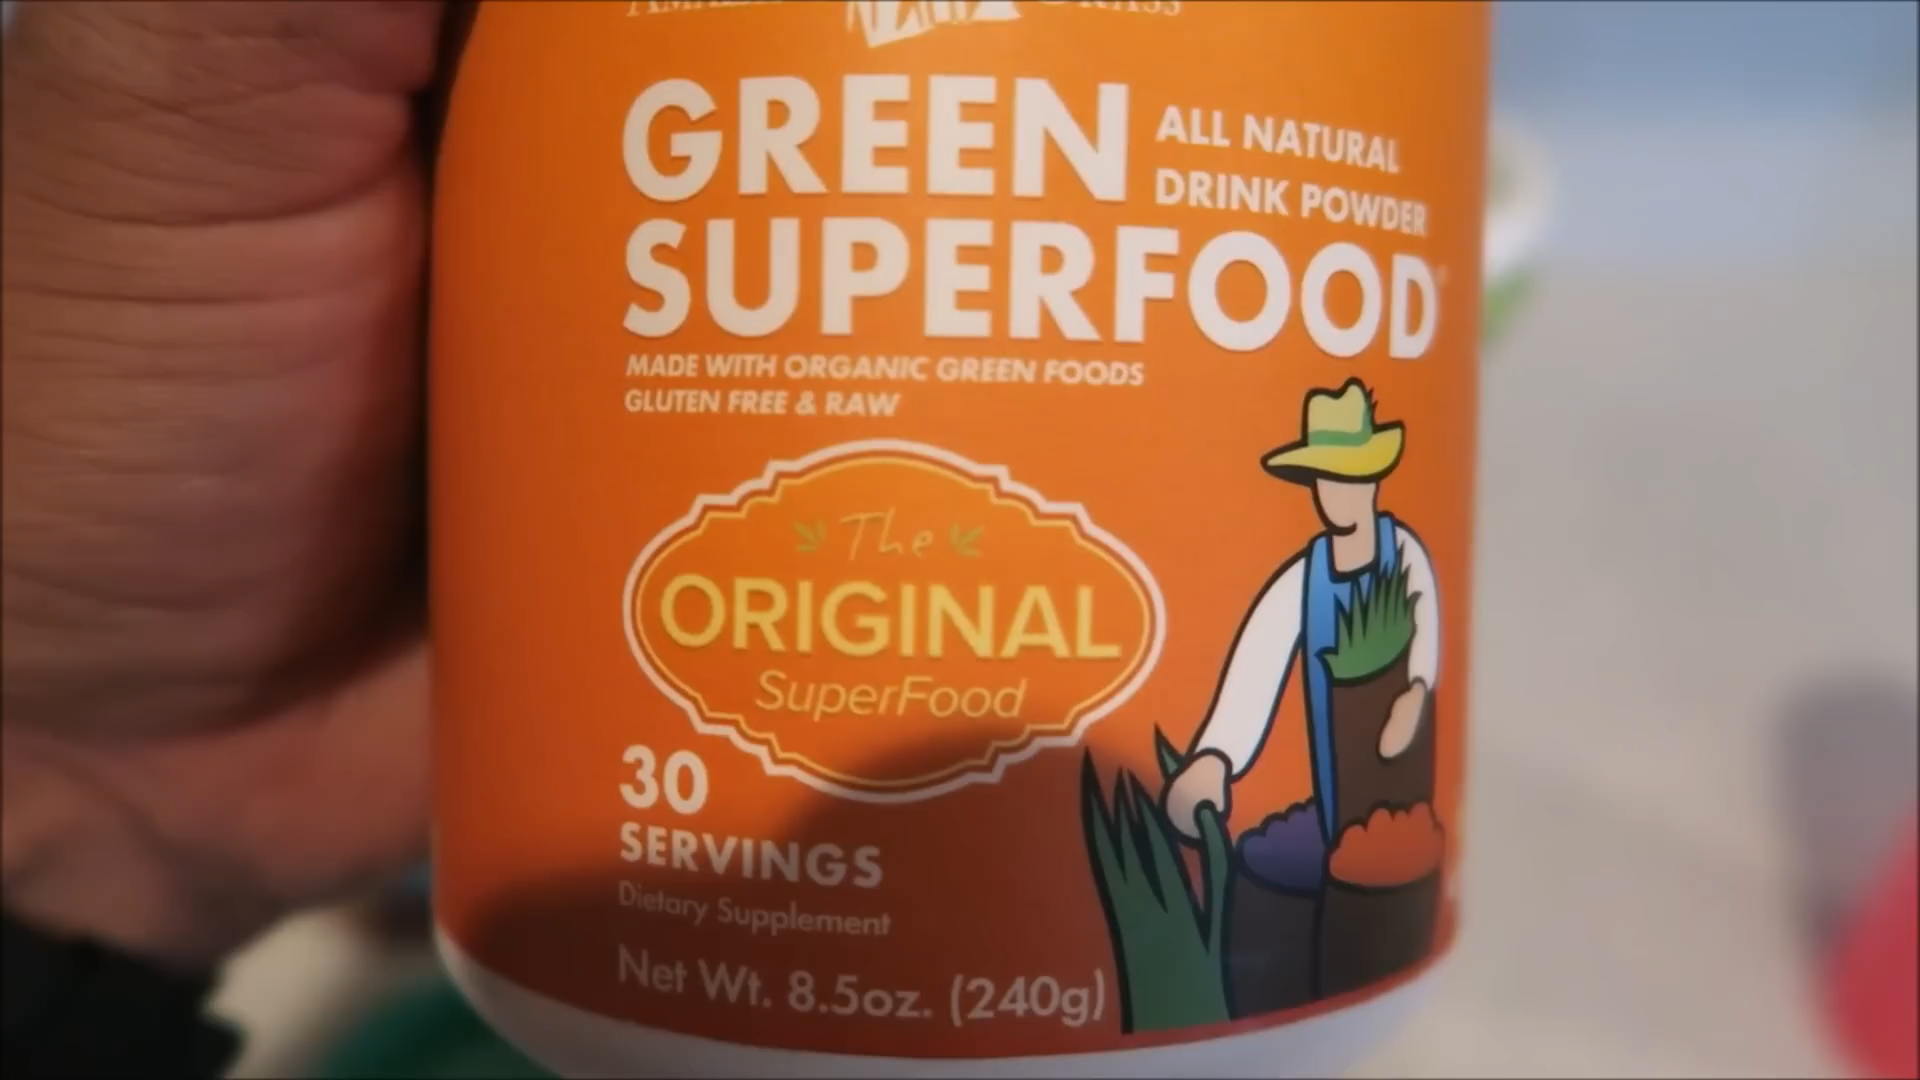 GREEN
SUPERFOOD
ALL NATURAL
DRINK POWDER
MADE WITH ORGANIC GREEN FOODS
GLUTEN FREE & RAW
The
ORIGINAL
SuperFood
30
SERVINGS
Dietary Supplement
Net Wt. 8.5oz. (240g)